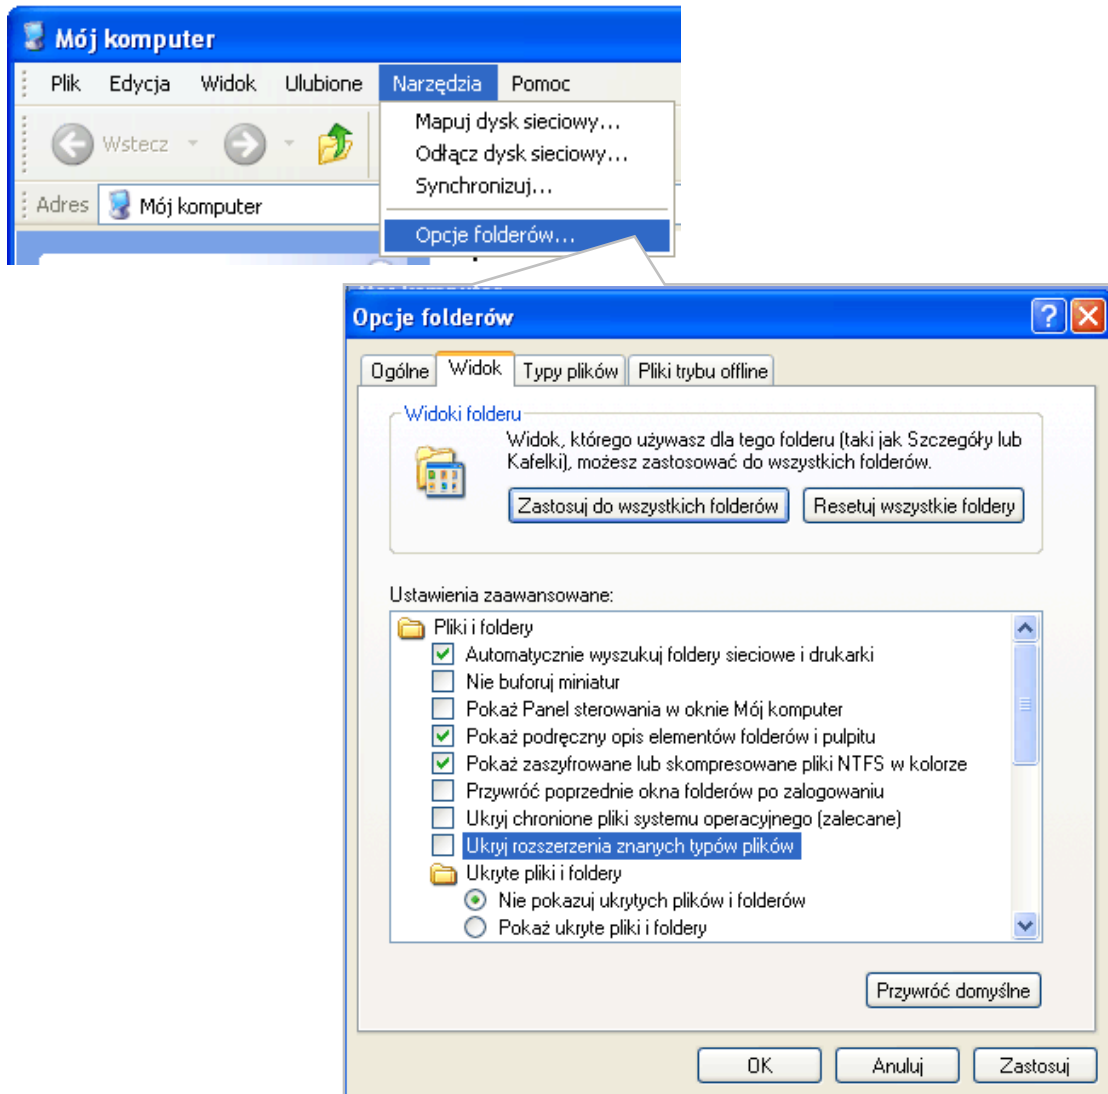 Mój komputer
Plik Edycja Widok Ulubione Narzędzia Pomoc
Mapuj dysk sieciowy...
Odłącz dysk sieciowy...
Synchronizuj...
Opcje folderów...
Wstecz
Adres Mój komputer
Opcje folderów
Ogólne Widok Typy plików Pliki trybu offline
Widoki folderu
Widok, którego używasz dla tego folderu (taki jak Szczegóły lub
Kafelki), możesz zastosować do wszystkich folderów.
Zastosuj do wszystkich folderów Resetuj wszystkie foldery
Ustawienia zaawansowane:
Pliki i foldery
Automatycznie wyszukuj foldery sieciowe i drukarki
Nie buforuj miniatur
Pokaż Panel sterowania w oknie Mój komputer
Pokaż podręczny opis elementów folderów i pulpitu
Pokaż zaszyfrowane lub skompresowane pliki NTFS w kolorze
Przywróć poprzednie okna folderów po zalogowaniu
Ukryj chronione pliki systemu operacyjnego (zalecane)
Ukryj rozszerzenia znanych typów plików
Ukryte pliki i foldery
Nie pokazuj ukrytych plików i folderów
Pokaż ukryte pliki i foldery
Przywróć domyślne
OK Anuluj Zastosuj